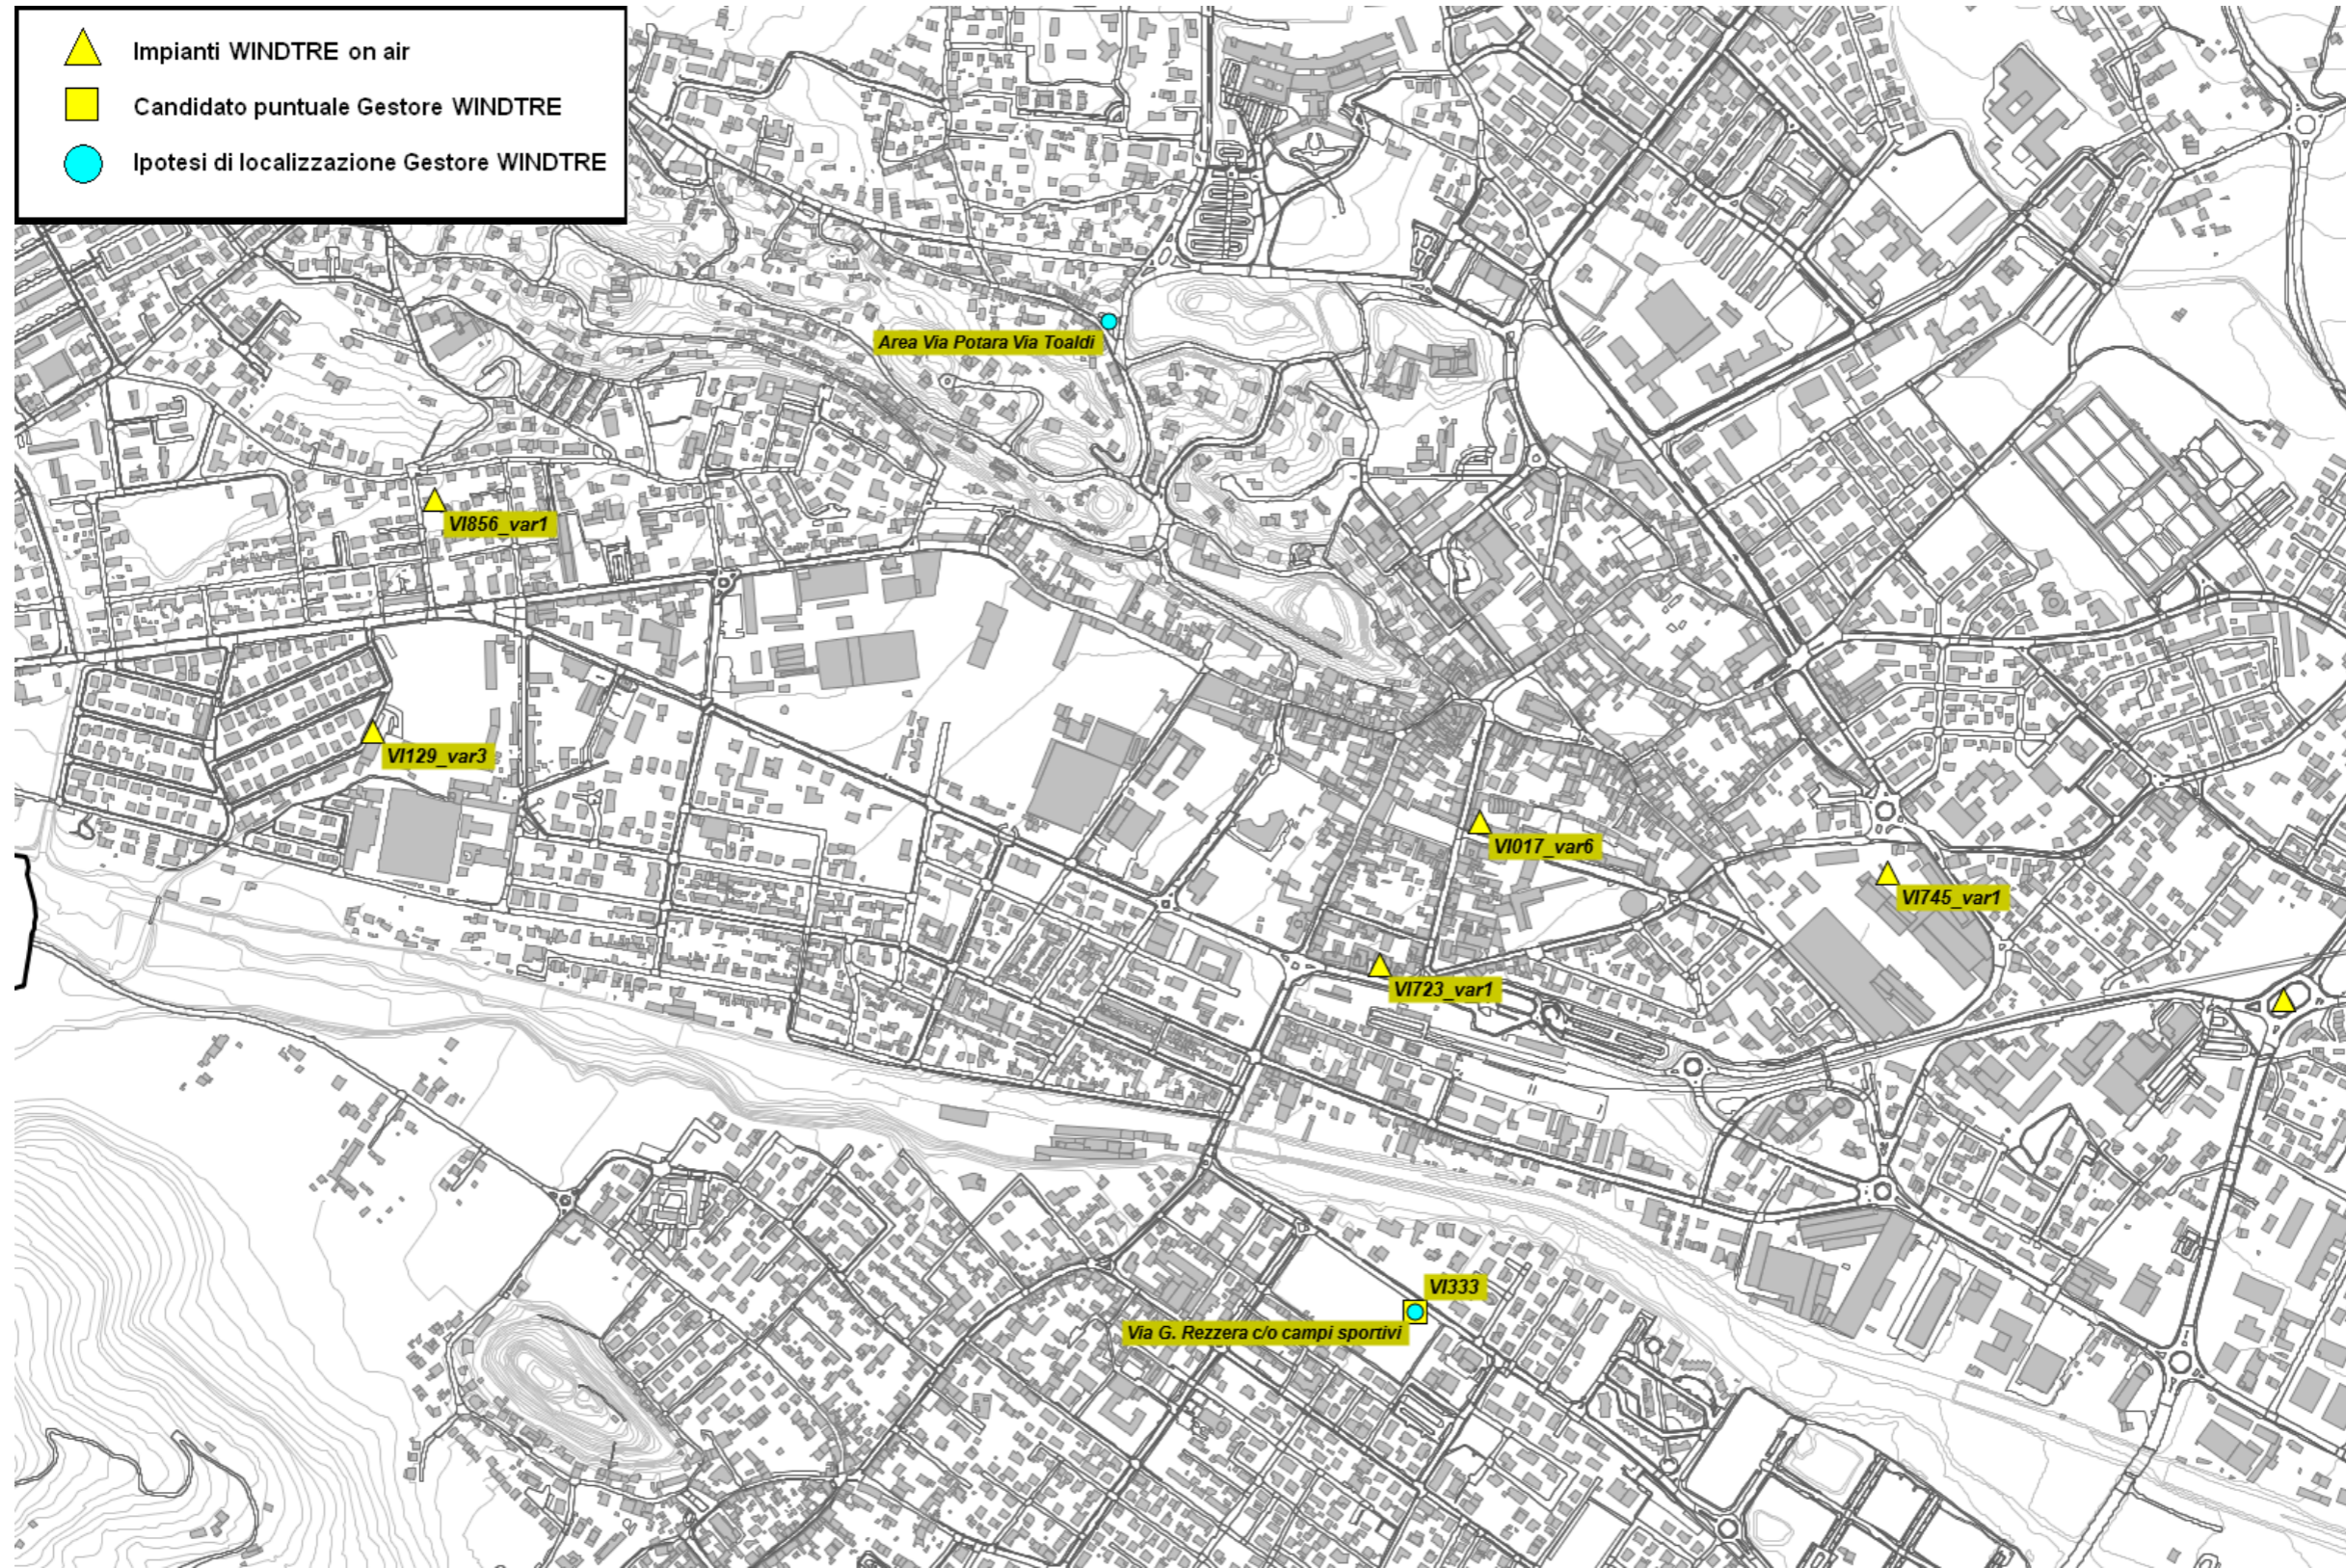 Impianti WINDTRE on air
Candidato puntuale Gestore WINDTRE
Ipotesi di localizzazione Gestore WINDTRE
Area Via Potara Via Toaldi
VI856_var1
VI129_var3
VI017_var6
VI745_var1
VI723_var1
VI333
Via G. Rezzera c/o campi sportivi